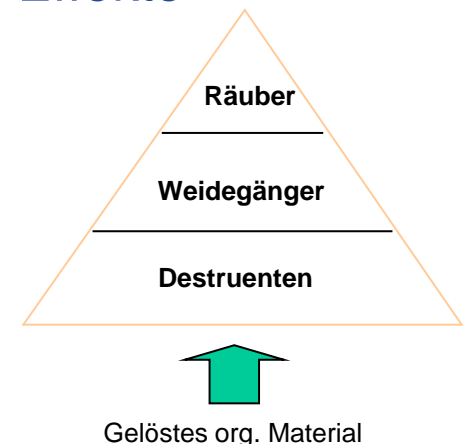 Räuber
Weidegänger
Destruenten
Gelöstes org. Material